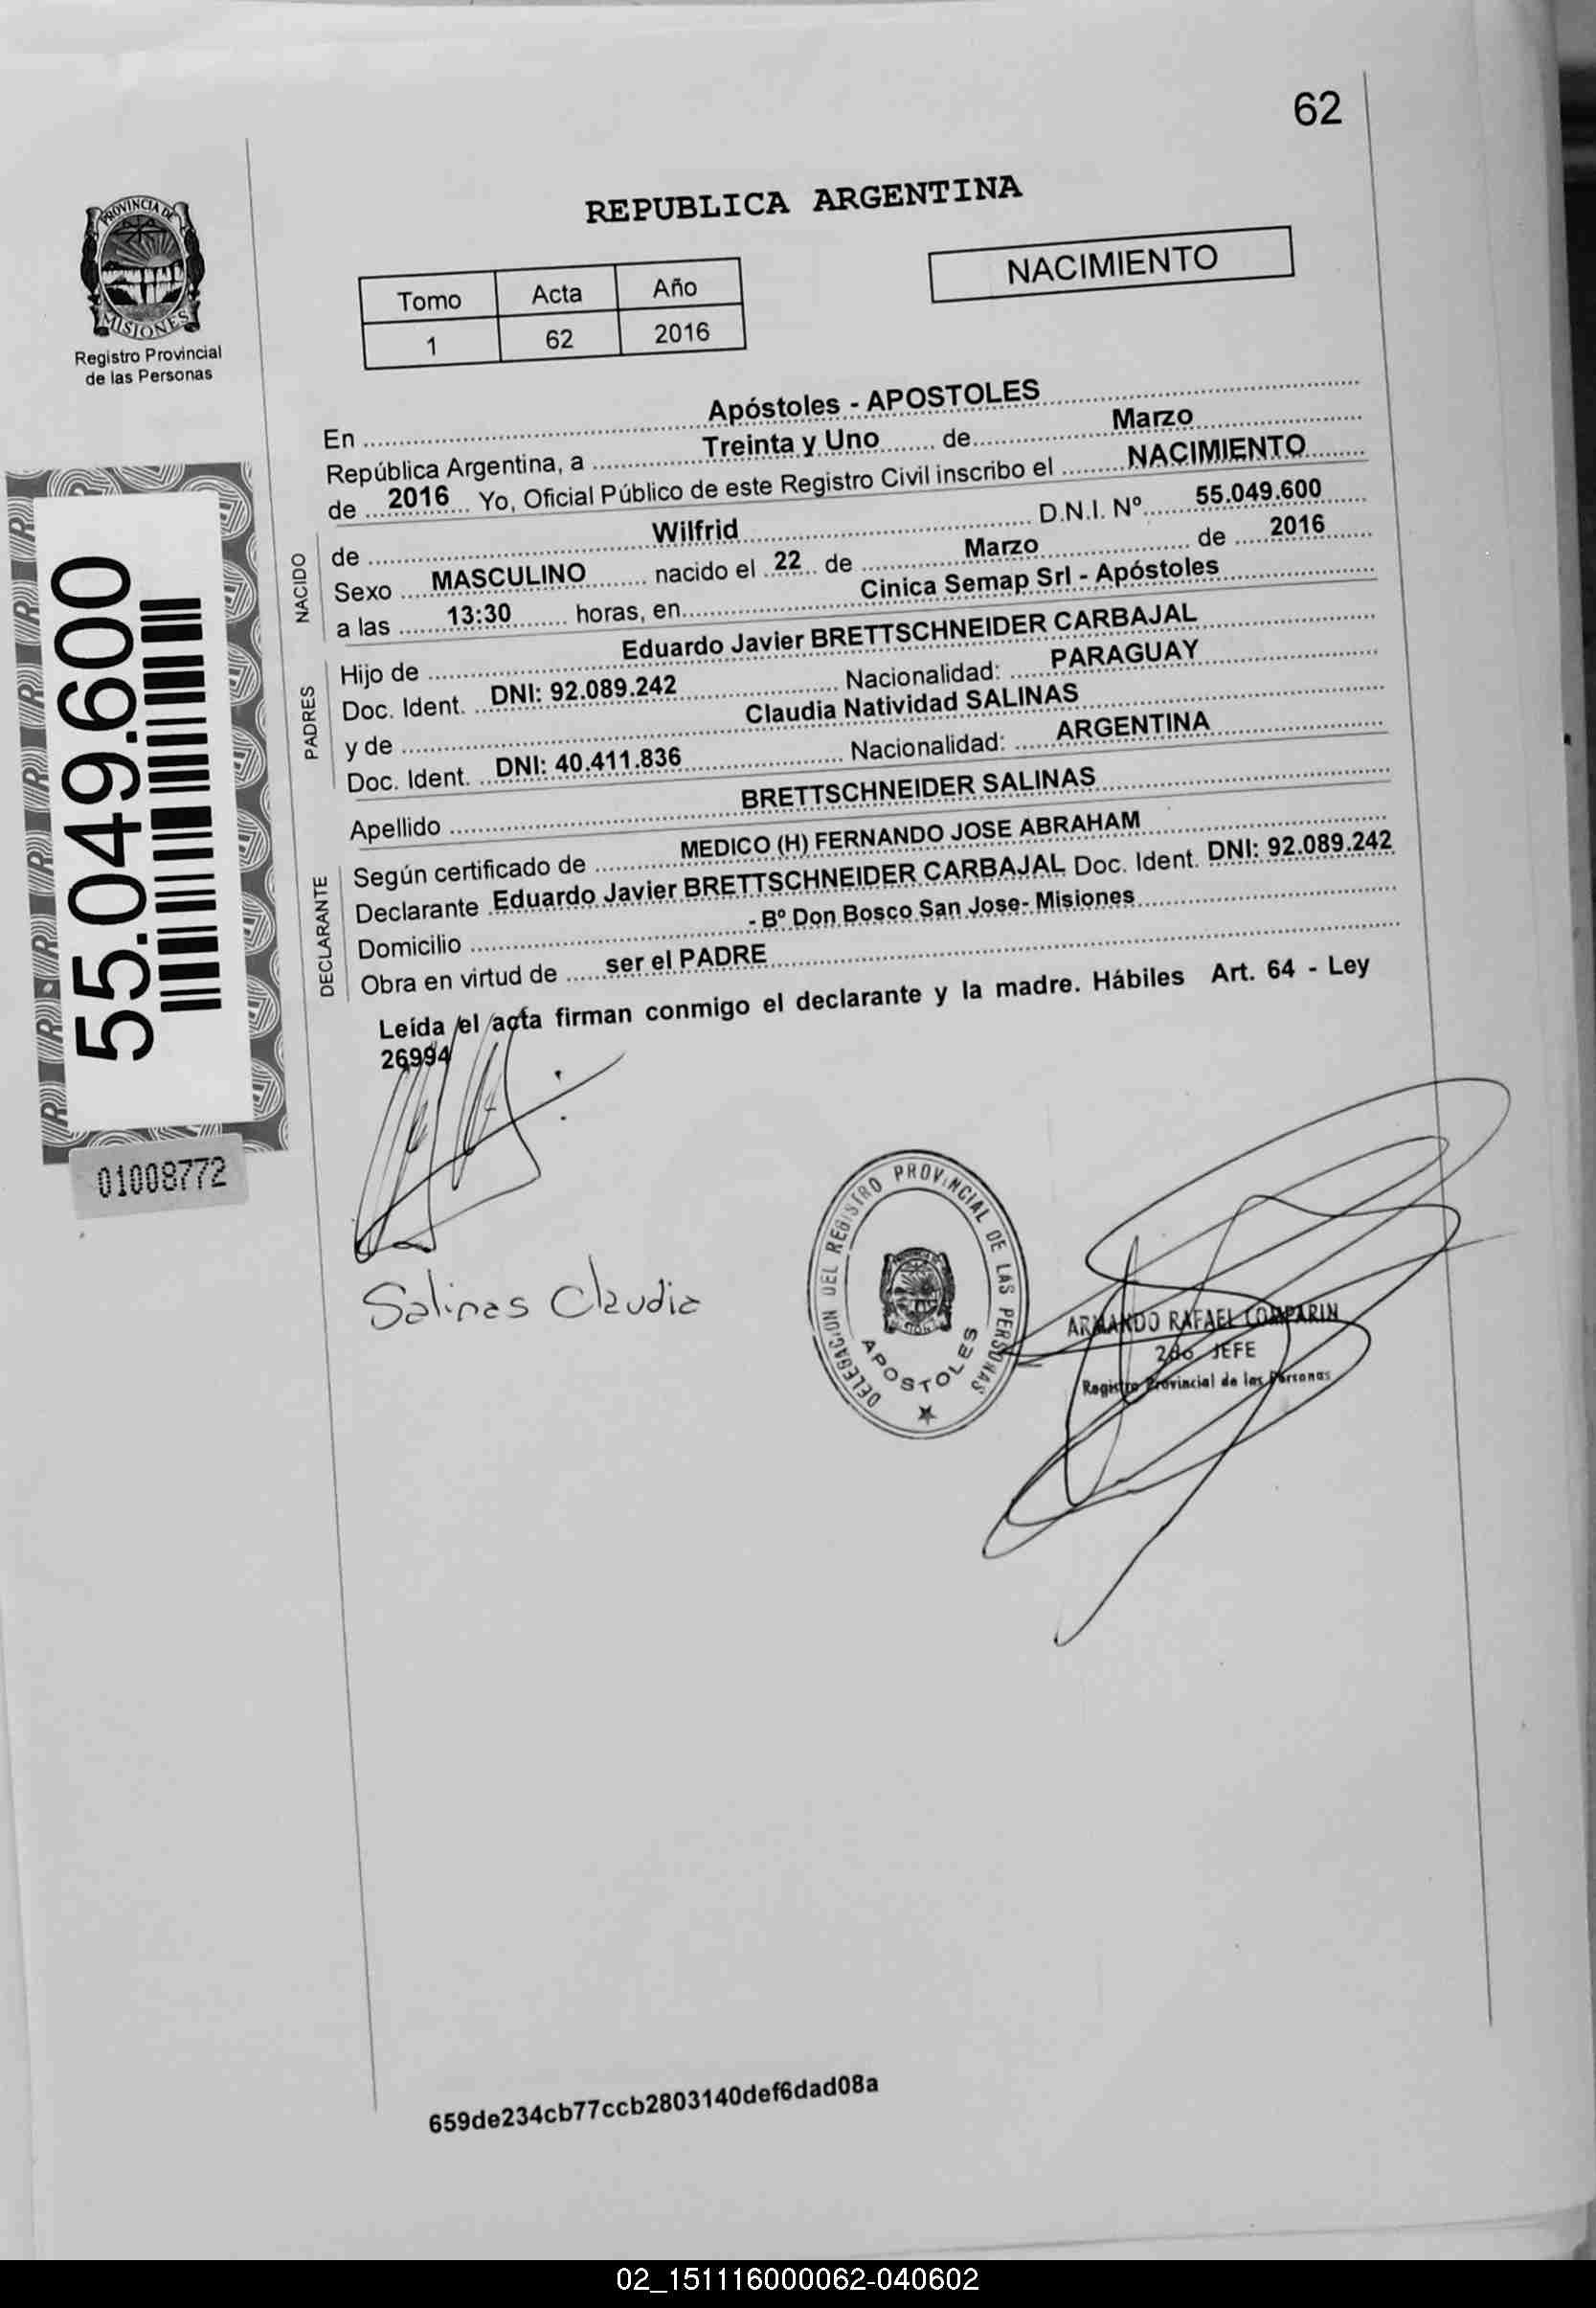 62
PROVINCIA DE
MISIONES
Registro Provincial
de las Personas
REPUBLICA ARGENTINA
NACIMIENTO
Tomo Acta Año
1 62 2016
En Apóstoles - APOSTOLES
República Argentina, a Treinta y Uno de Marzo
de 2016 Yo, Oficial Público de este Registro Civil inscribo el NACIMIENTO
NACIDO
de Wilfrid D.N.I. Nº 55.049.600
Sexo MASCULINO nacido el 22 de Marzo de 2016
a las 13:30 horas, en Cinica Semap Srl - Apóstoles
PADRES
Hijo de Eduardo Javier BRETTSCHNEIDER CARBAJAL
Doc. Ident. DNI: 92.089.242 Nacionalidad: PARAGUAY
y de Claudia Natividad SALINAS
Doc. Ident. DNI: 40.411.836 Nacionalidad: ARGENTINA
Apellido BRETTSCHNEIDER SALINAS
DECLARANTE
Según certificado de MEDICO (H) FERNANDO JOSE ABRAHAM
Declarante Eduardo Javier BRETTSCHNEIDER CARBAJAL Doc. Ident. DNI: 92.089.242
Domicilio - Bº Don Bosco San Jose- Misiones
Obra en virtud de ser el PADRE
Leída el acta firman conmigo el declarante y la madre. Hábiles Art. 64 - Ley
26994
55.049.600
01008772
Salinas Claudia
DELEGACION DEL REGISTRO PROVINCIAL DE LAS PERSONAS
APOSTOLES
ARMANDO RAFAEL COMPARIN
2do JEFE
Registro Provincial de las Personas
659de234cb77ccb2803140def6dad08a
02_151116000062-040602